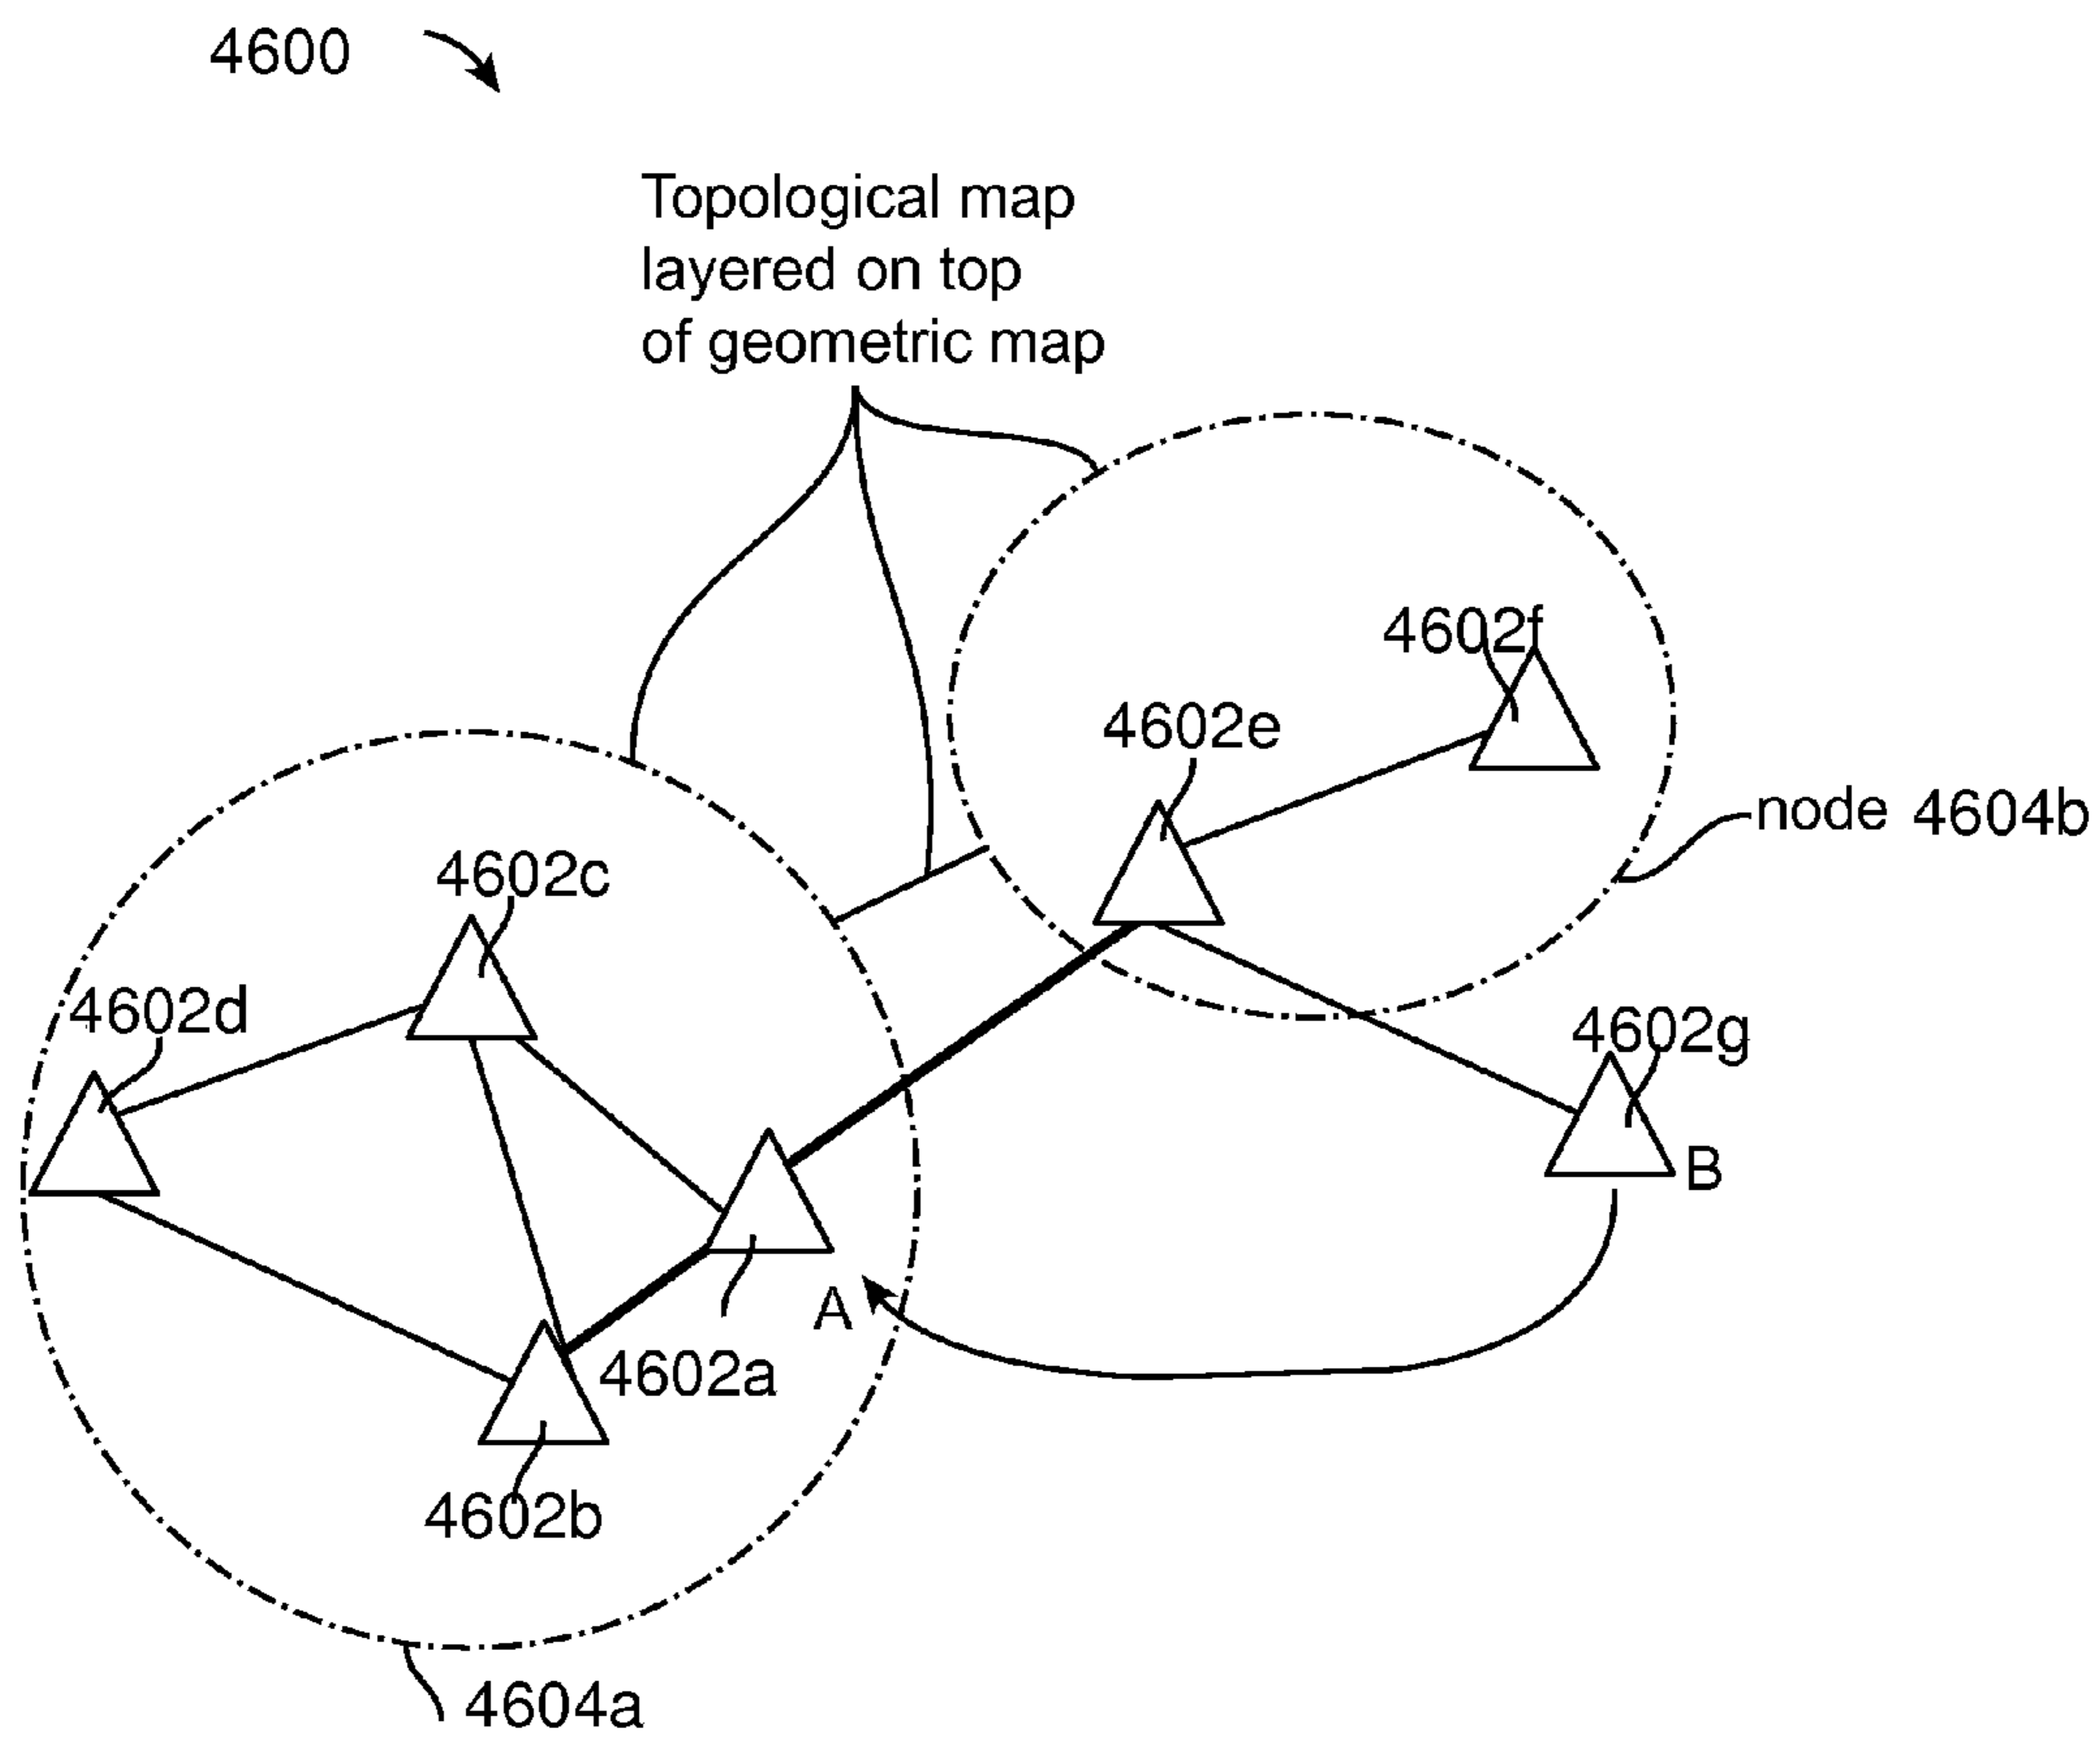 4600
Topological map
layered on top
of geometric map
4602f
4602e
node 4604b
4602c
4602d
4602g
B
A
4602a
4602b
4604a